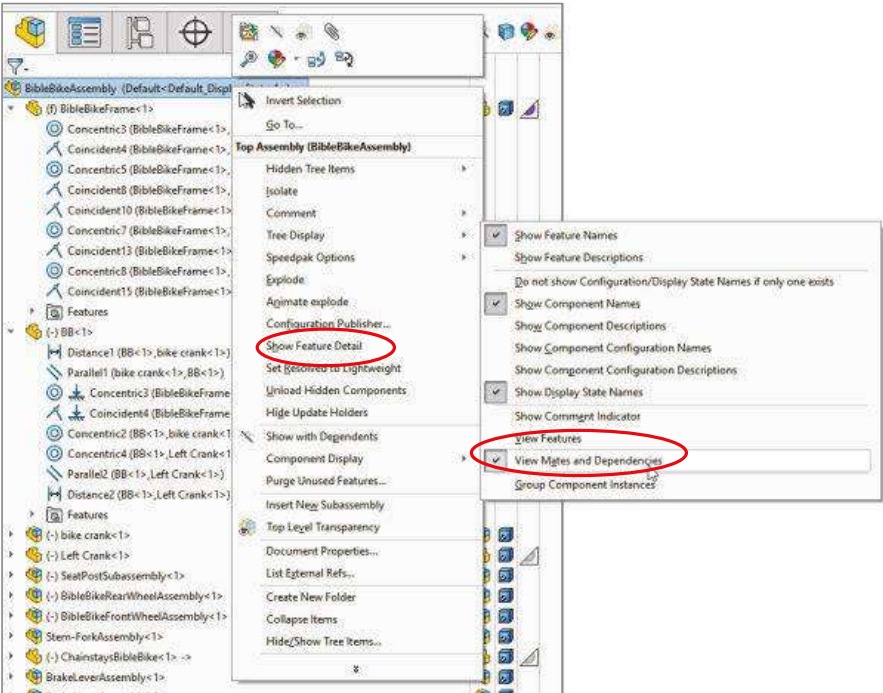 BibleBikeAssembly (Default<Default_Displ
(f) BibleBikeFrame<1>
Concentric3 (BibleBikeFrame<1>,
Coincident4 (BibleBikeFrame<1>,
Concentric5 (BibleBikeFrame<1>,
Coincident8 (BibleBikeFrame<1>,
Coincident10 (BibleBikeFrame<1>
Concentric7 (BibleBikeFrame<1>,
Coincident13 (BibleBikeFrame<1>
Concentric8 (BibleBikeFrame<1>,
Coincident15 (BibleBikeFrame<1>
Features
(-) BB<1>
Distance1 (BB<1>,bike crank<1>)
Parallel1 (bike crank<1>,BB<1>)
Concentric3 (BibleBikeFrame
Coincident4 (BibleBikeFrame
Concentric2 (BB<1>,bike crank<1
Concentric4 (BB<1>,Left Crank<1
Parallel2 (BB<1>,Left Crank<1>)
Distance2 (BB<1>,Left Crank<1>)
Features
(-) bike crank<1>
(-) Left Crank<1>
(-) SeatPostSubassembly<1>
(-) BibleBikeRearWheelAssembly<1>
(-) BibleBikeFrontWheelAssembly<1>
Stem-ForkAssembly<1>
(-) ChainstaysBibleBike<1> ->
BrakeLeverAssembly<1>
Invert Selection
Go To...
Top Assembly (BibleBikeAssembly)
Hidden Tree Items
Isolate
Comment
Tree Display
Speedpak Options
Explode
Animate explode
Configuration Publisher...
Show Feature Detail
Set Resolved to Lightweight
Unload Hidden Components
Hide Update Holders
Show with Dependents
Component Display
Purge Unused Features...
Insert New Subassembly
Top Level Transparency
Document Properties...
List External Refs...
Create New Folder
Collapse Items
Hide/Show Tree Items...
Show Feature Names
Show Feature Descriptions
Do not show Configuration/Display State Names if only one exists
Show Component Names
Show Component Descriptions
Show Component Configuration Names
Show Component Configuration Descriptions
Show Display State Names
Show Comment Indicator
View Features
View Mates and Dependencies
Group Component Instances